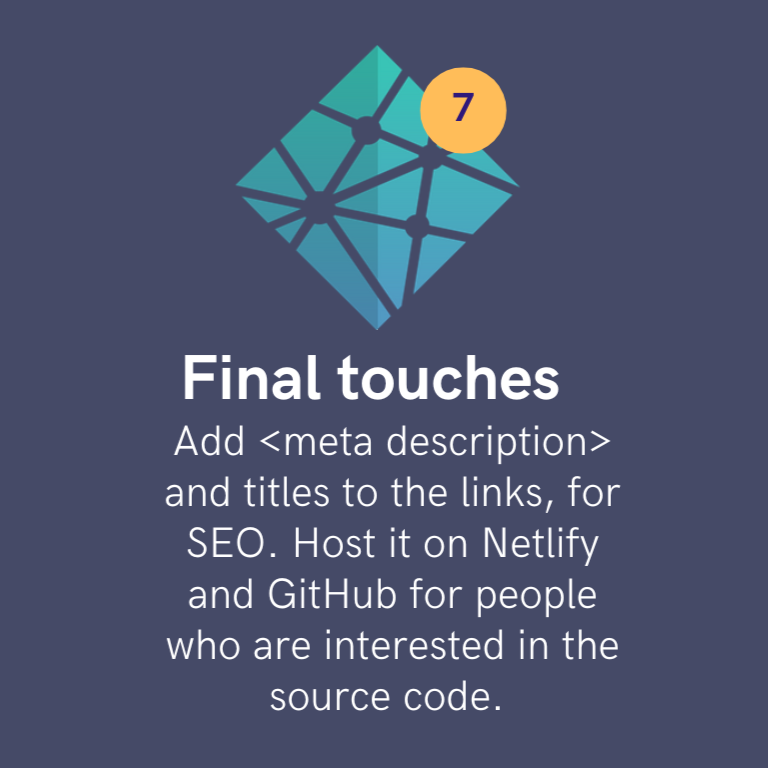 7
Final touches
Add <meta description>
and titles to the links, for
SEO. Host it on Netlify
and GitHub for people
who are interested in the
source code.